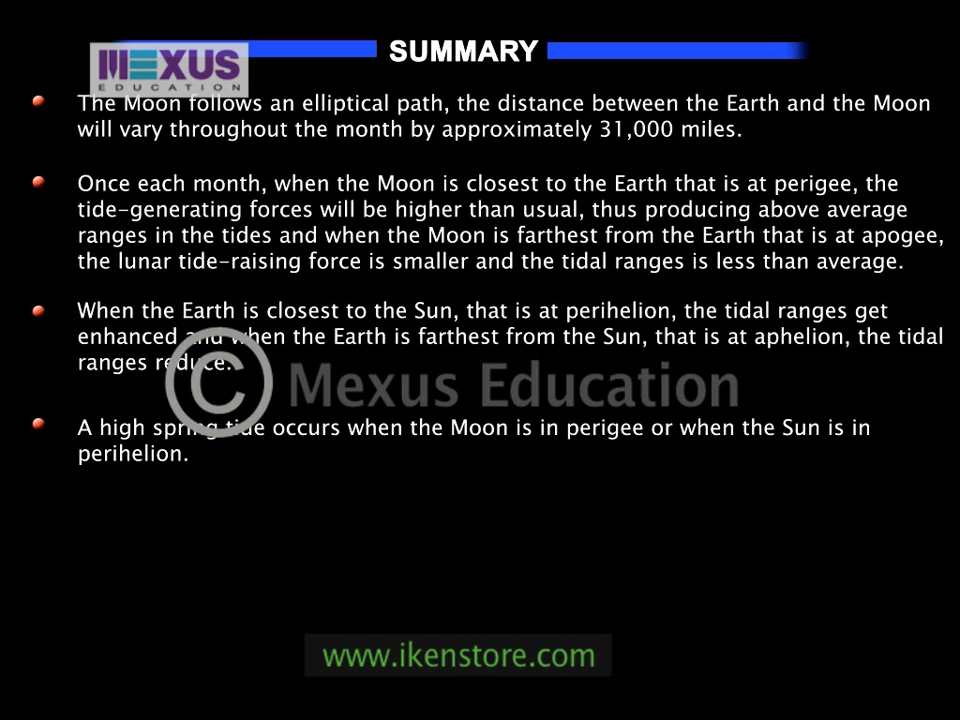 SUMMARY
MEXUS
EDUCATION
The Moon follows an elliptical path, the distance between the Earth and the Moon
will vary throughout the month by approximately 31,000 miles.
Once each month, when the Moon is closest to the Earth that is at perigee, the
tide-generating forces will be higher than usual, thus producing above average
ranges in the tides and when the Moon is farthest from the Earth that is at apogee,
the lunar tide-raising force is smaller and the tidal ranges is less than average.
When the Earth is closest to the Sun, that is at perihelion, the tidal ranges get
enhanced and when the Earth is farthest from the Sun, that is at aphelion, the tidal
ranges reduce.
© Mexus Education
A high spring tide occurs when the Moon is in perigee or when the Sun is in
perihelion.
www.ikenstore.com